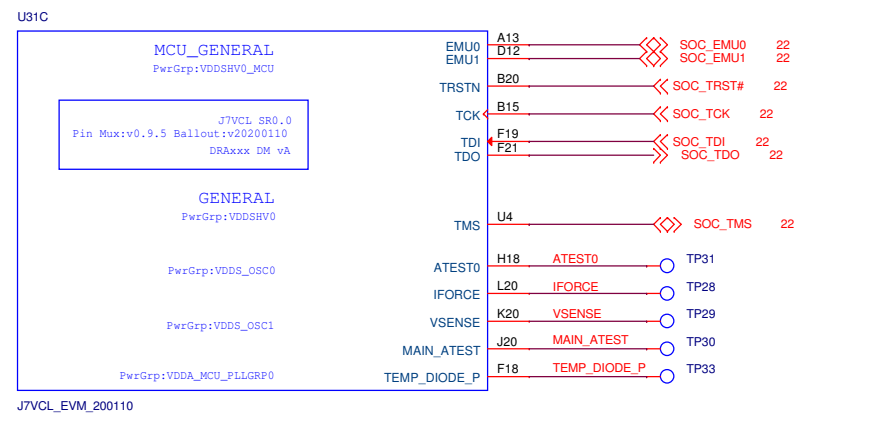 U31C
MCU_GENERAL
PwrGrp:VDDSHV0_MCU
J7VCL SR0.0
Pin Mux:v0.9.5 Ballout:v20200110
DRAxxx DM vA
GENERAL
PwrGrp:VDDSHV0
PwrGrp:VDDS_OSC0
PwrGrp:VDDS_OSC1
PwrGrp:VDDA_MCU_PLLGRP0
EMU0 A13 SOC_EMU0 22
EMU1 D12 SOC_EMU1 22
TRSTN B20 SOC_TRST# 22
TCK B15 SOC_TCK 22
TDI F19 SOC_TDI 22
TDO F21 SOC_TDO 22
TMS U4 SOC_TMS 22
ATEST0 H18 ATEST0 TP31
IFORCE L20 IFORCE TP28
VSENSE K20 VSENSE TP29
MAIN_ATEST J20 MAIN_ATEST TP30
TEMP_DIODE_P F18 TEMP_DIODE_P TP33
J7VCL_EVM_200110